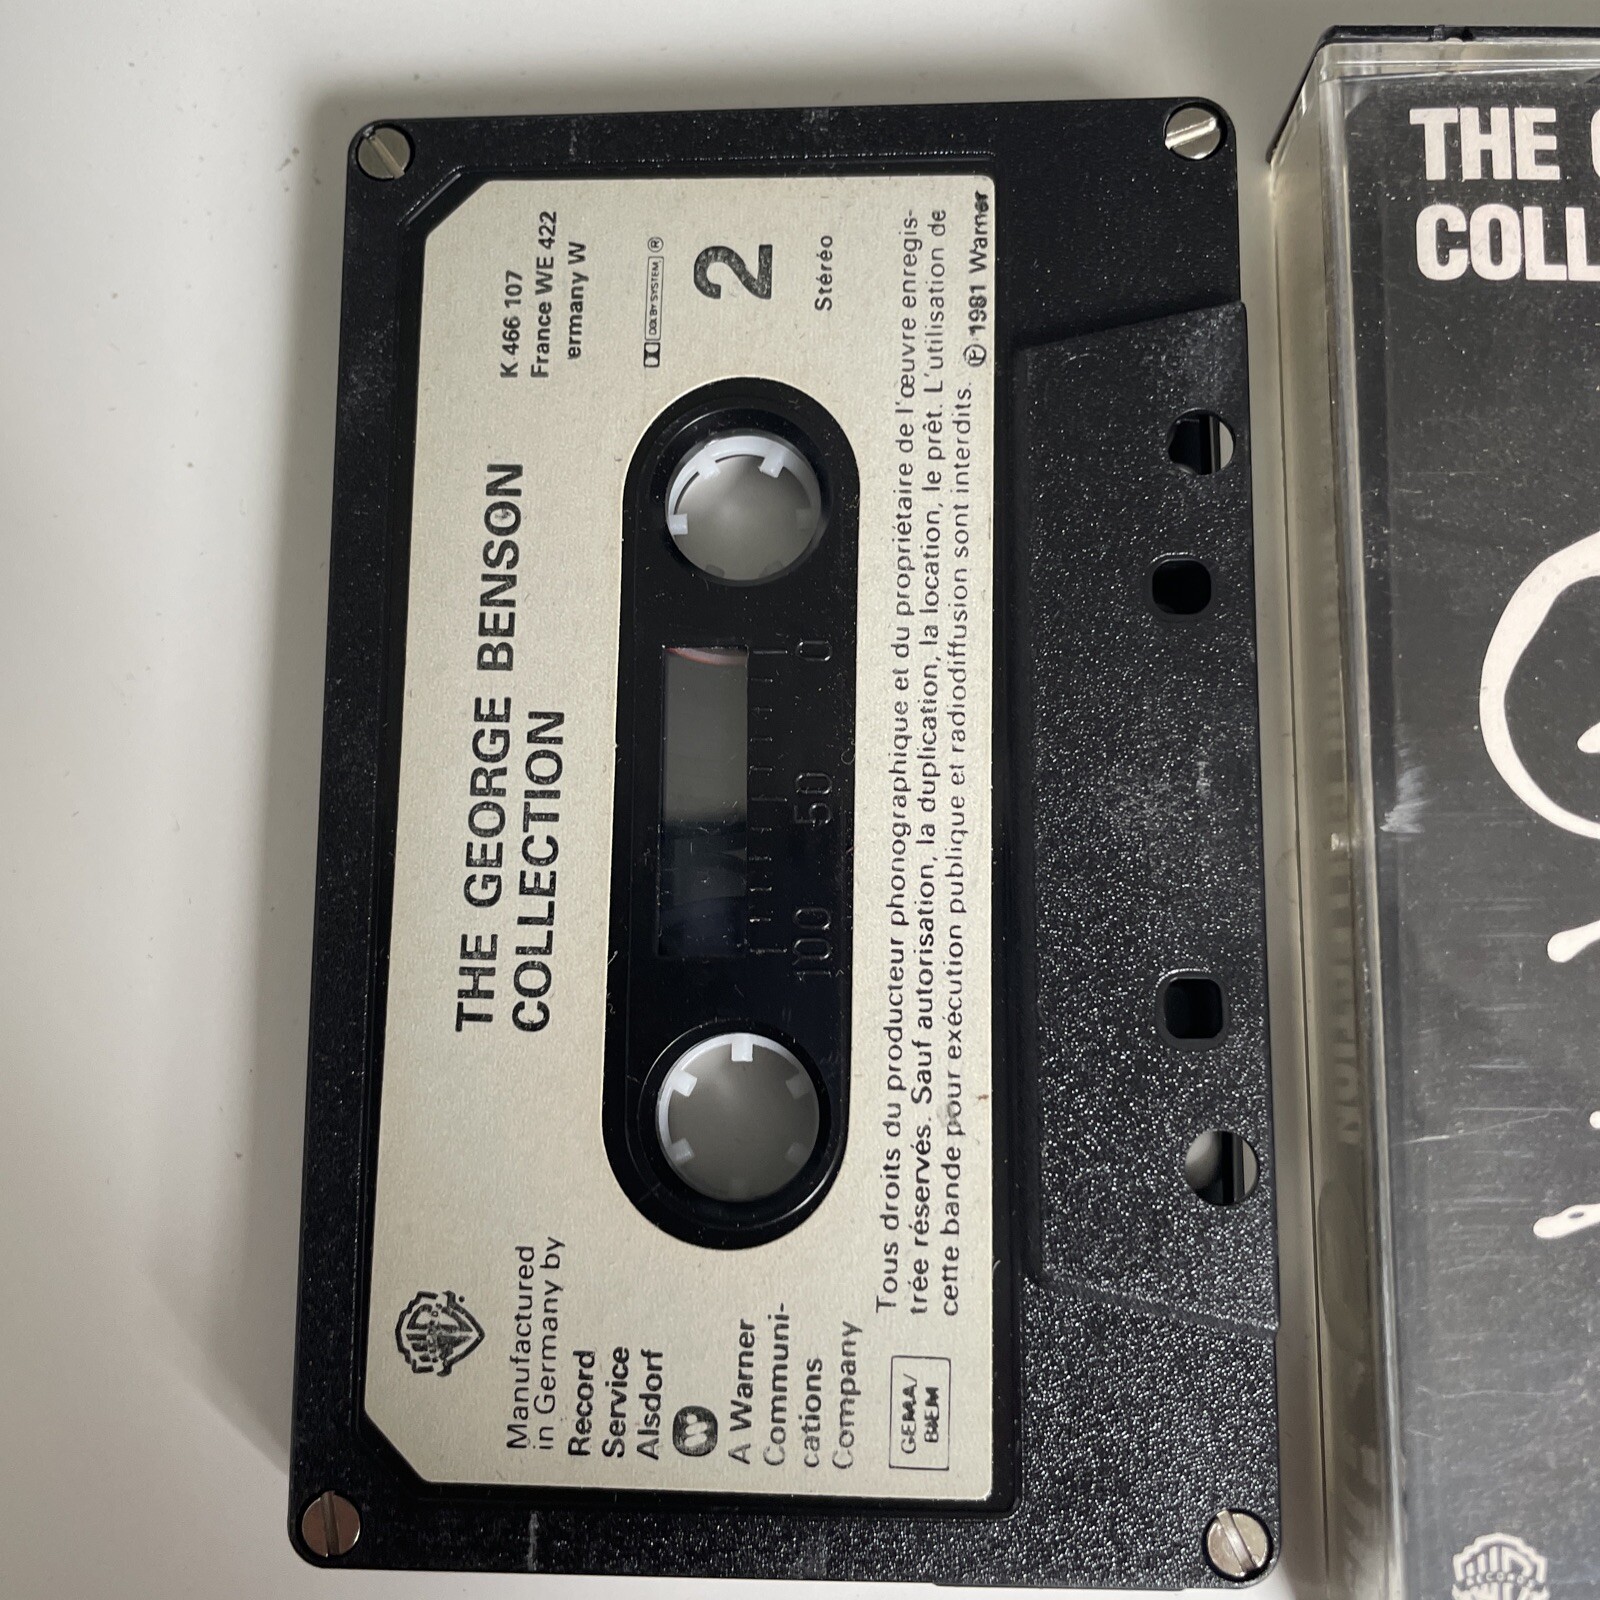 THE GEORGE BENSON
COLLECTION
K 466 107
France WE 422
ermany W
DOLBY SYSTEM ®
2
Stéréo
Manufactured
in Germany by
Record
Service
Alsdorf
A Warner
Communi-
cations
Company
GEMA/
BIEM
100 50 0
Tous droits du producteur phonographique et du propriétaire de l'œuvre enregis-
trée réservés. Sauf autorisation, la duplication, la location, le prêt. L'utilisation de
cette bande pour exécution publique et radiodiffusion sont interdits. ℗ 1981 Warner
THE
COLL
RECORDS